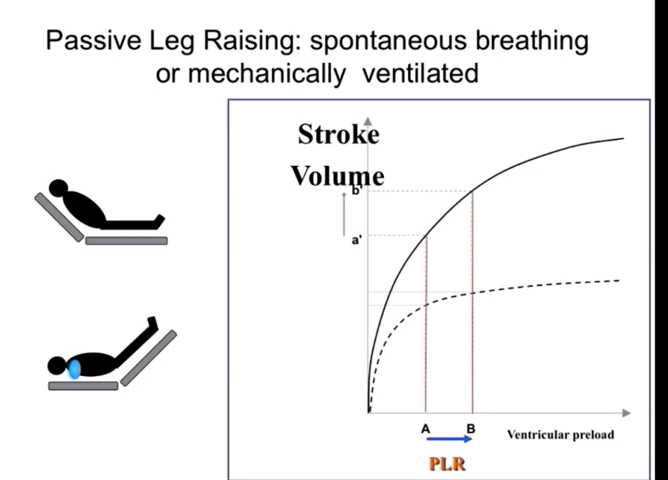 Passive Leg Raising: spontaneous breathing
or mechanically ventilated
Stroke
Volume
b'
a'
A B
Ventricular preload
PLR